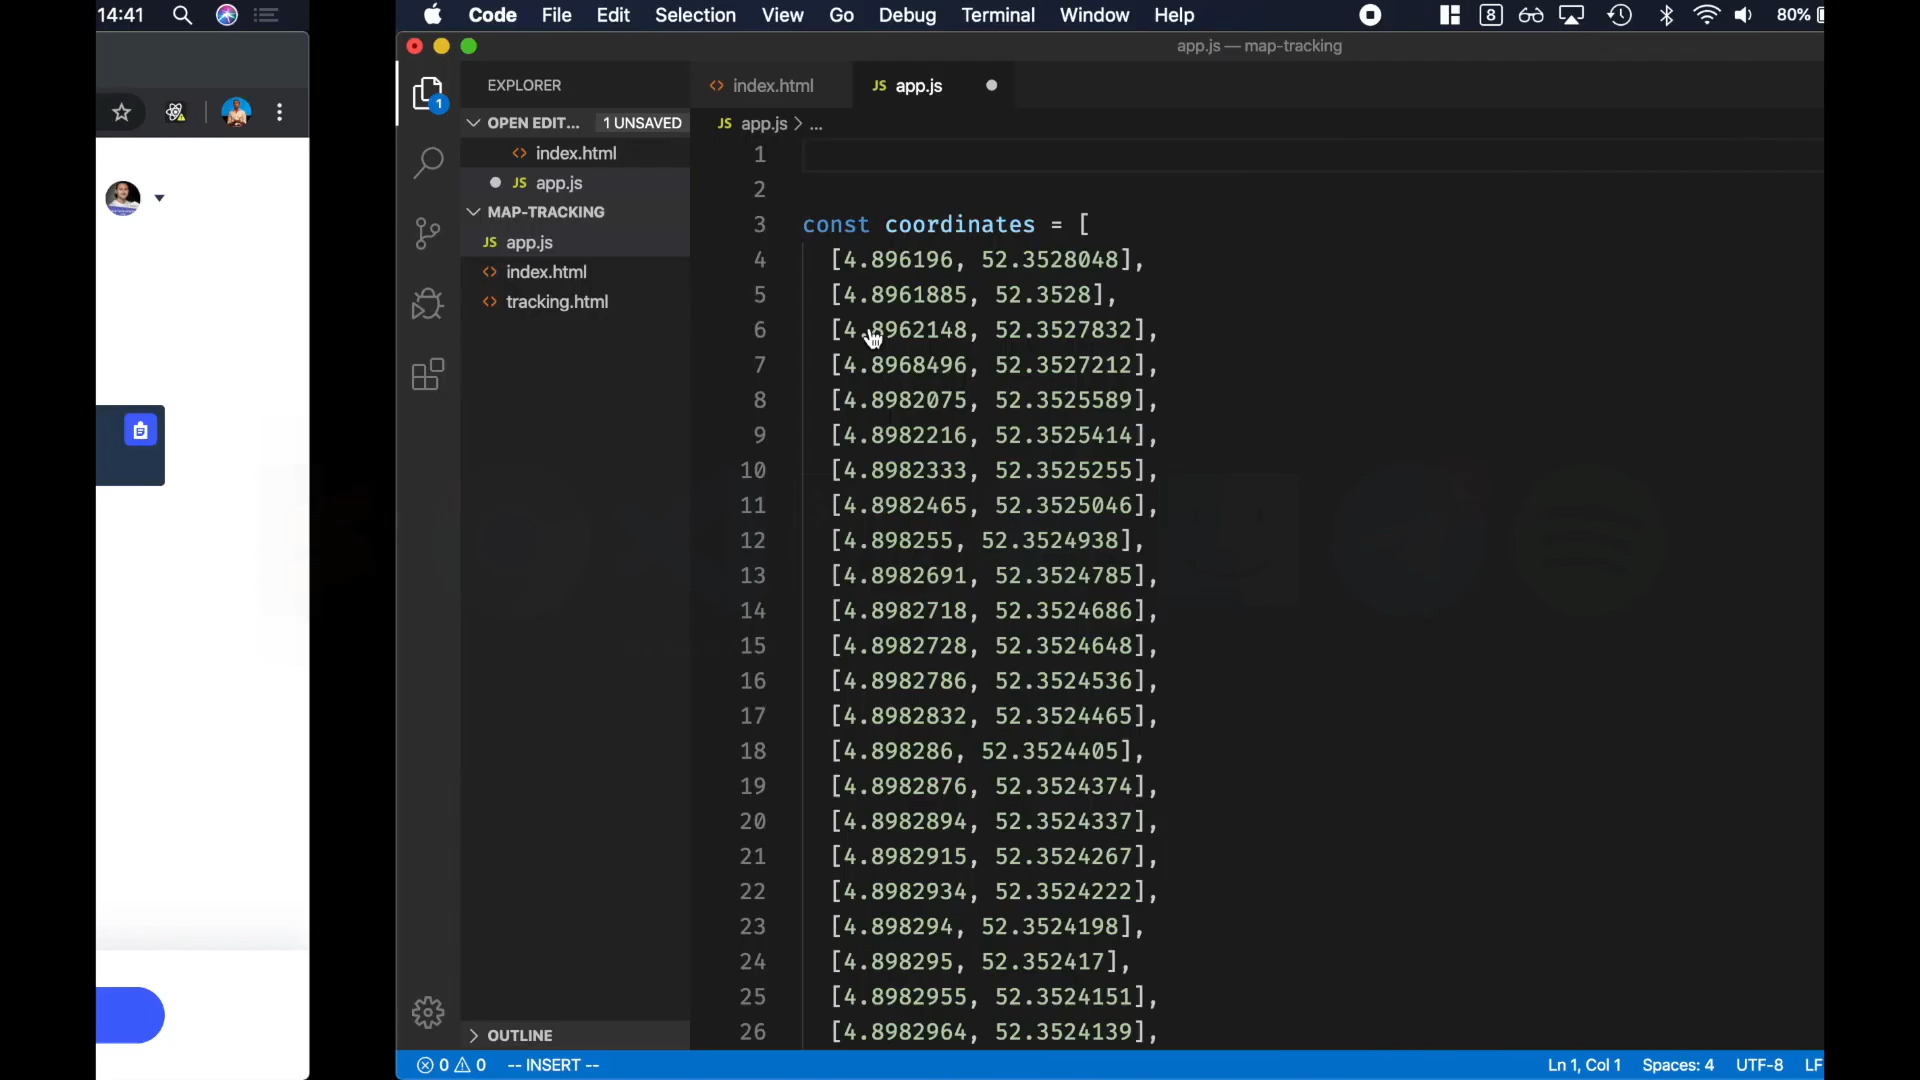 14:41
Code File Edit Selection View Go Debug Terminal Window Help 8 80%
app.js — map-tracking
1
EXPLORER
OPEN EDIT... 1 UNSAVED
<> index.html
JS app.js
MAP-TRACKING
JS app.js
<> index.html
<> tracking.html
OUTLINE
<> index.html JS app.js
JS app.js > ...
1
2
3 const coordinates = [
4 [4.896196, 52.3528048],
5 [4.8961885, 52.3528],
6 [4.8962148, 52.3527832],
7 [4.8968496, 52.3527212],
8 [4.8982075, 52.3525589],
9 [4.8982216, 52.3525414],
10 [4.8982333, 52.3525255],
11 [4.8982465, 52.3525046],
12 [4.898255, 52.3524938],
13 [4.8982691, 52.3524785],
14 [4.8982718, 52.3524686],
15 [4.8982728, 52.3524648],
16 [4.8982786, 52.3524536],
17 [4.8982832, 52.3524465],
18 [4.898286, 52.3524405],
19 [4.8982876, 52.3524374],
20 [4.8982894, 52.3524337],
21 [4.8982915, 52.3524267],
22 [4.8982934, 52.3524222],
23 [4.898294, 52.3524198],
24 [4.898295, 52.352417],
25 [4.8982955, 52.3524151],
26 [4.8982964, 52.3524139],
0 0 -- INSERT -- Ln 1, Col 1 Spaces: 4 UTF-8 LF